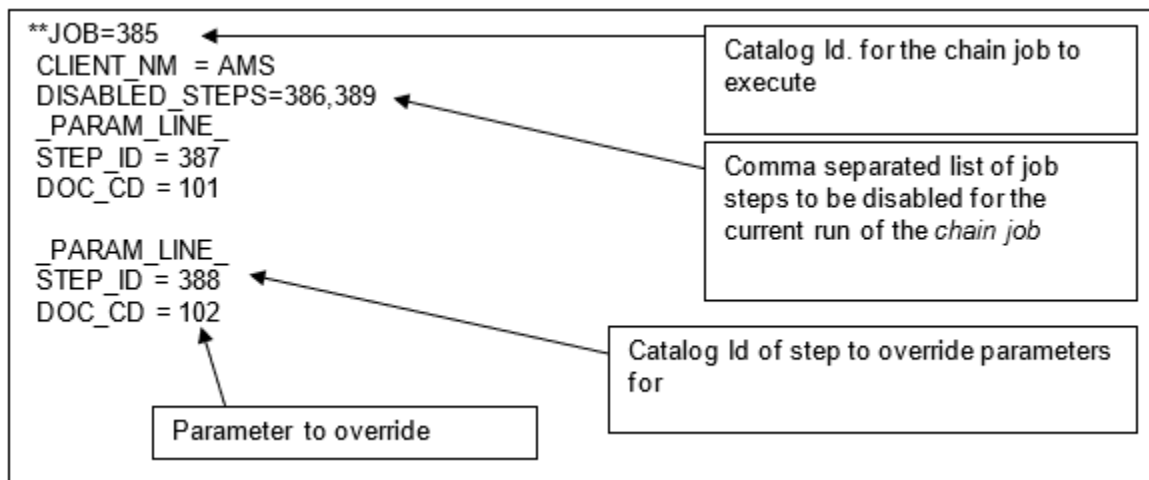 **JOB=385
CLIENT_NM = AMS
DISABLED_STEPS=386,389
_PARAM_LINE_
STEP_ID = 387
DOC_CD = 101
_PARAM_LINE_
STEP_ID = 388
DOC_CD = 102
Catalog Id. for the chain job to
execute
Comma separated list of job
steps to be disabled for the
current run of the chain job
Catalog Id of step to override parameters
for
Parameter to override